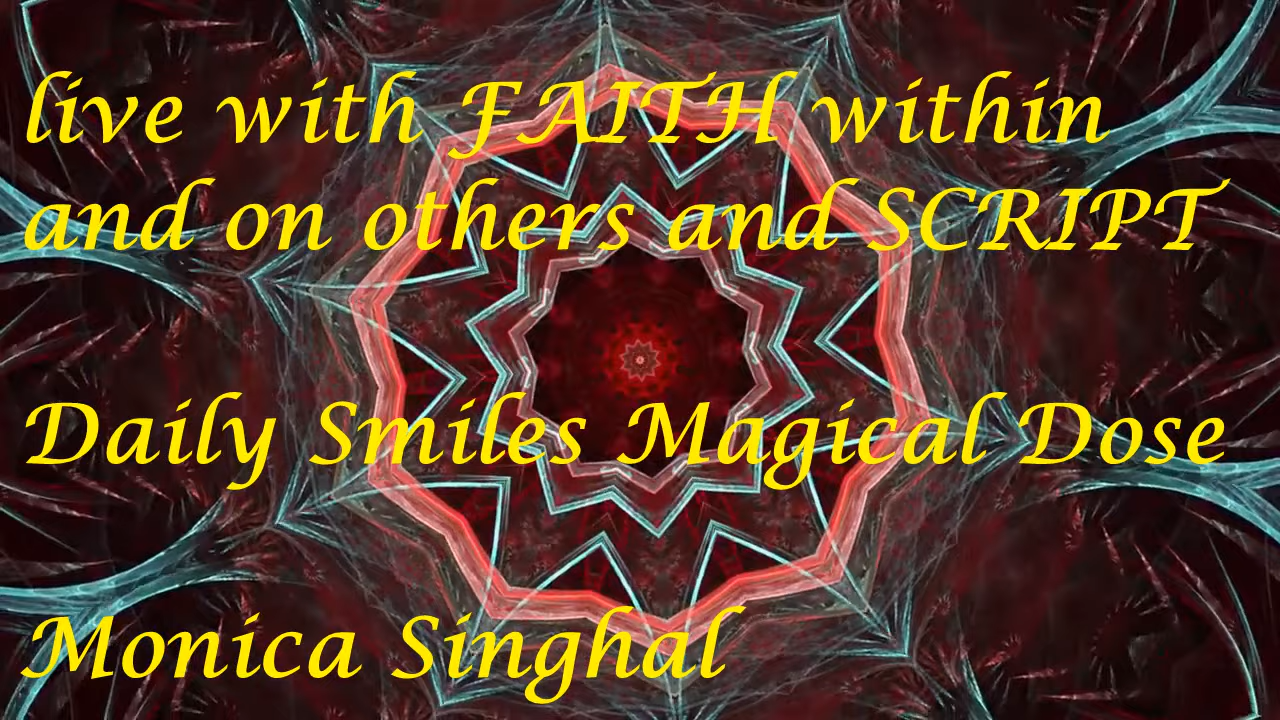 live with FAITH within
and on others and SCRIPT
Daily Smiles Magical Dose
Monica Singhal